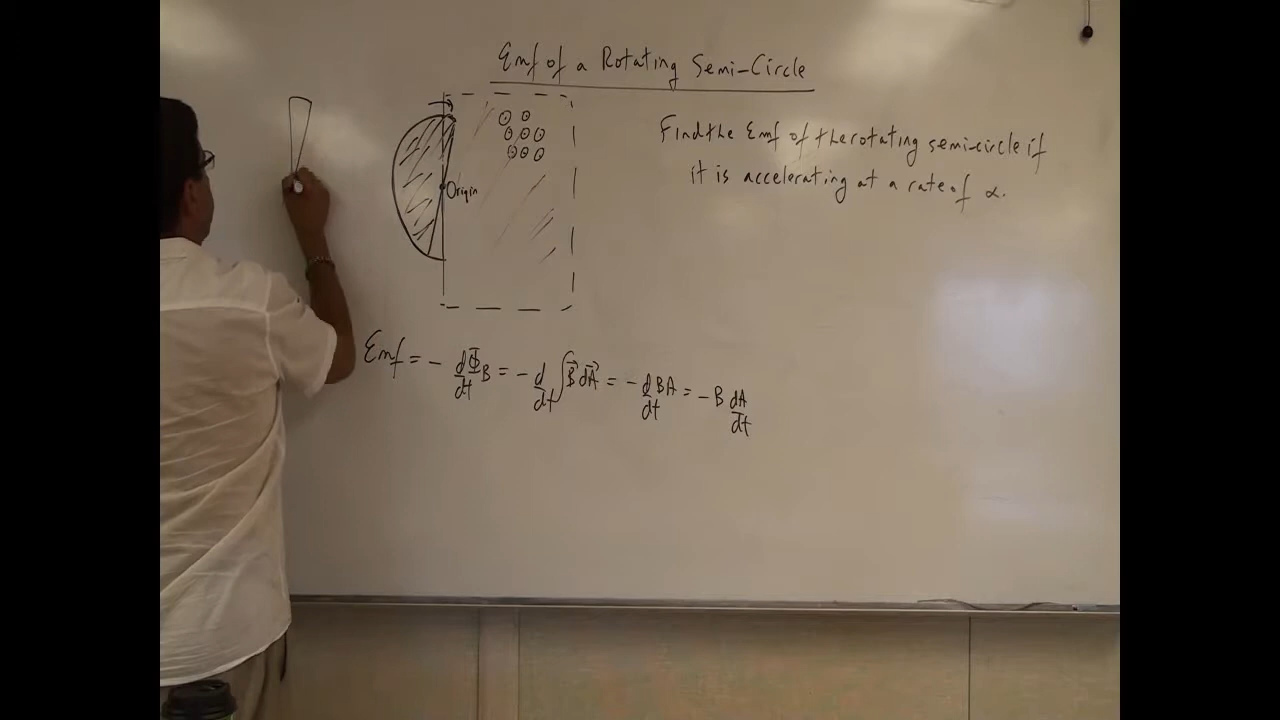 Emf of a Rotating Semi-Circle
Find the Emf of the rotating semi-circle if
it is accelerating at a rate of α.
Origin
Emf = - dΦB/dt = - d/dt ∫B⃗ dA⃗ = - dBA/dt = - B dA/dt